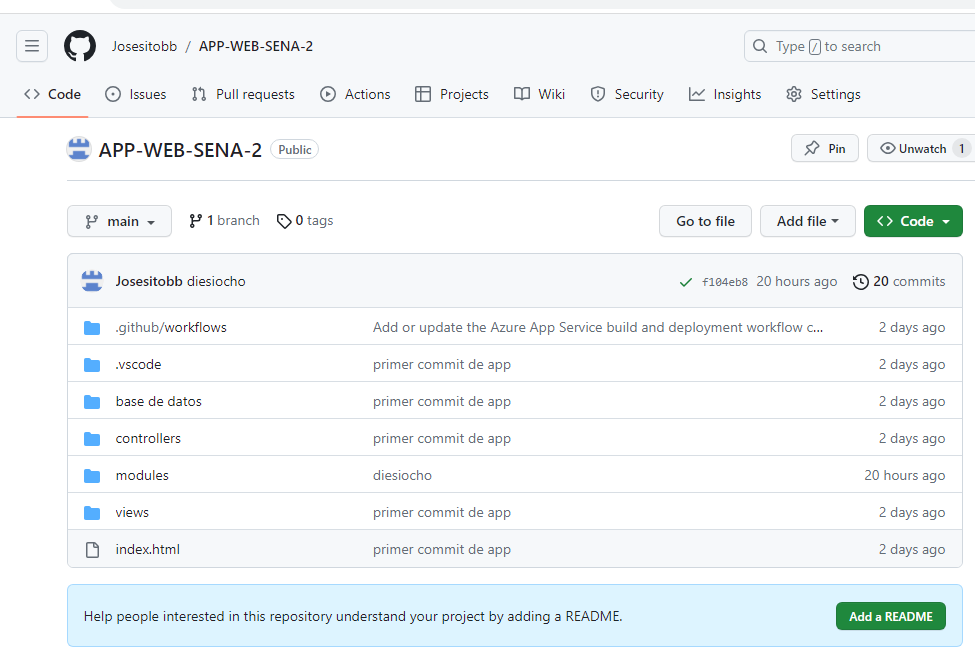 Josesitobb / APP-WEB-SENA-2 Type / to search
Code Issues Pull requests Actions Projects Wiki Security Insights Settings
APP-WEB-SENA-2 Public Pin Unwatch 1
main 1 branch 0 tags Go to file Add file Code
Josesitobb diesiocho f104eb8 20 hours ago 20 commits
.github/workflows Add or update the Azure App Service build and deployment workflow c... 2 days ago
.vscode primer commit de app 2 days ago
base de datos primer commit de app 2 days ago
controllers primer commit de app 2 days ago
modules diesiocho 20 hours ago
views primer commit de app 2 days ago
index.html primer commit de app 2 days ago
Help people interested in this repository understand your project by adding a README. Add a README